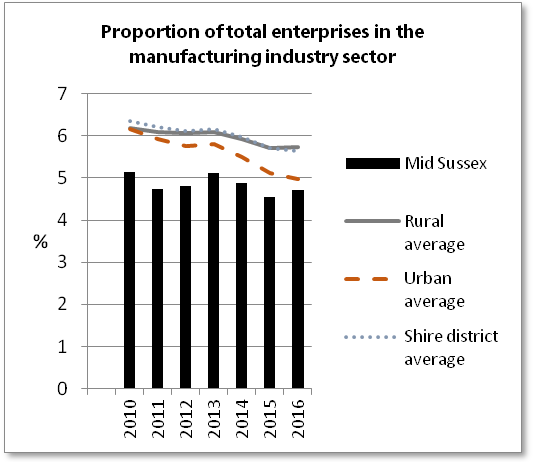 Proportion of total enterprises in the
manufacturing industry sector
7
6
5
4
3
2
1
0
%
2010
2011
2012
2013
2014
2015
2016
Mid Sussex
Rural
average
Urban
average
Shire district
average